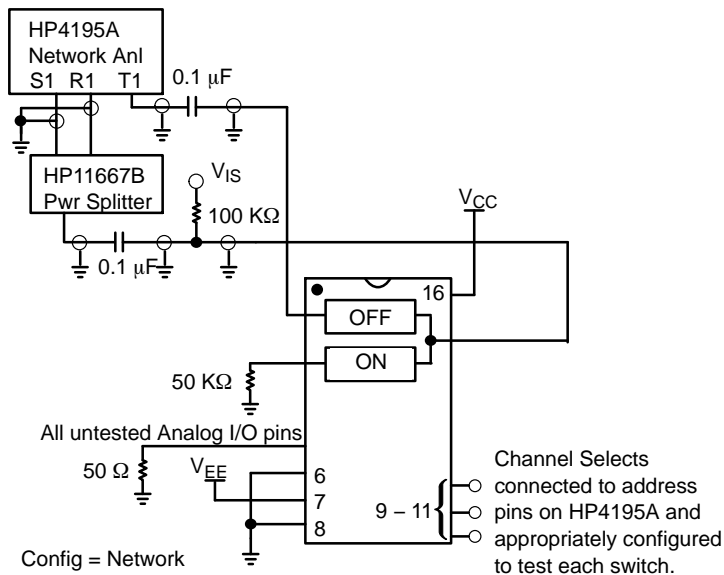 HP4195A
Network Anl
S1 R1 T1
0.1 μF
HP11667B
Pwr Splitter
VIS
100 KΩ
VCC
0.1 μF
16
OFF
ON
50 KΩ
All untested Analog I/O pins
50 Ω
VEE
6
7
8
9 – 11
Channel Selects
connected to address
pins on HP4195A and
appropriately configured
to test each switch.
Config = Network